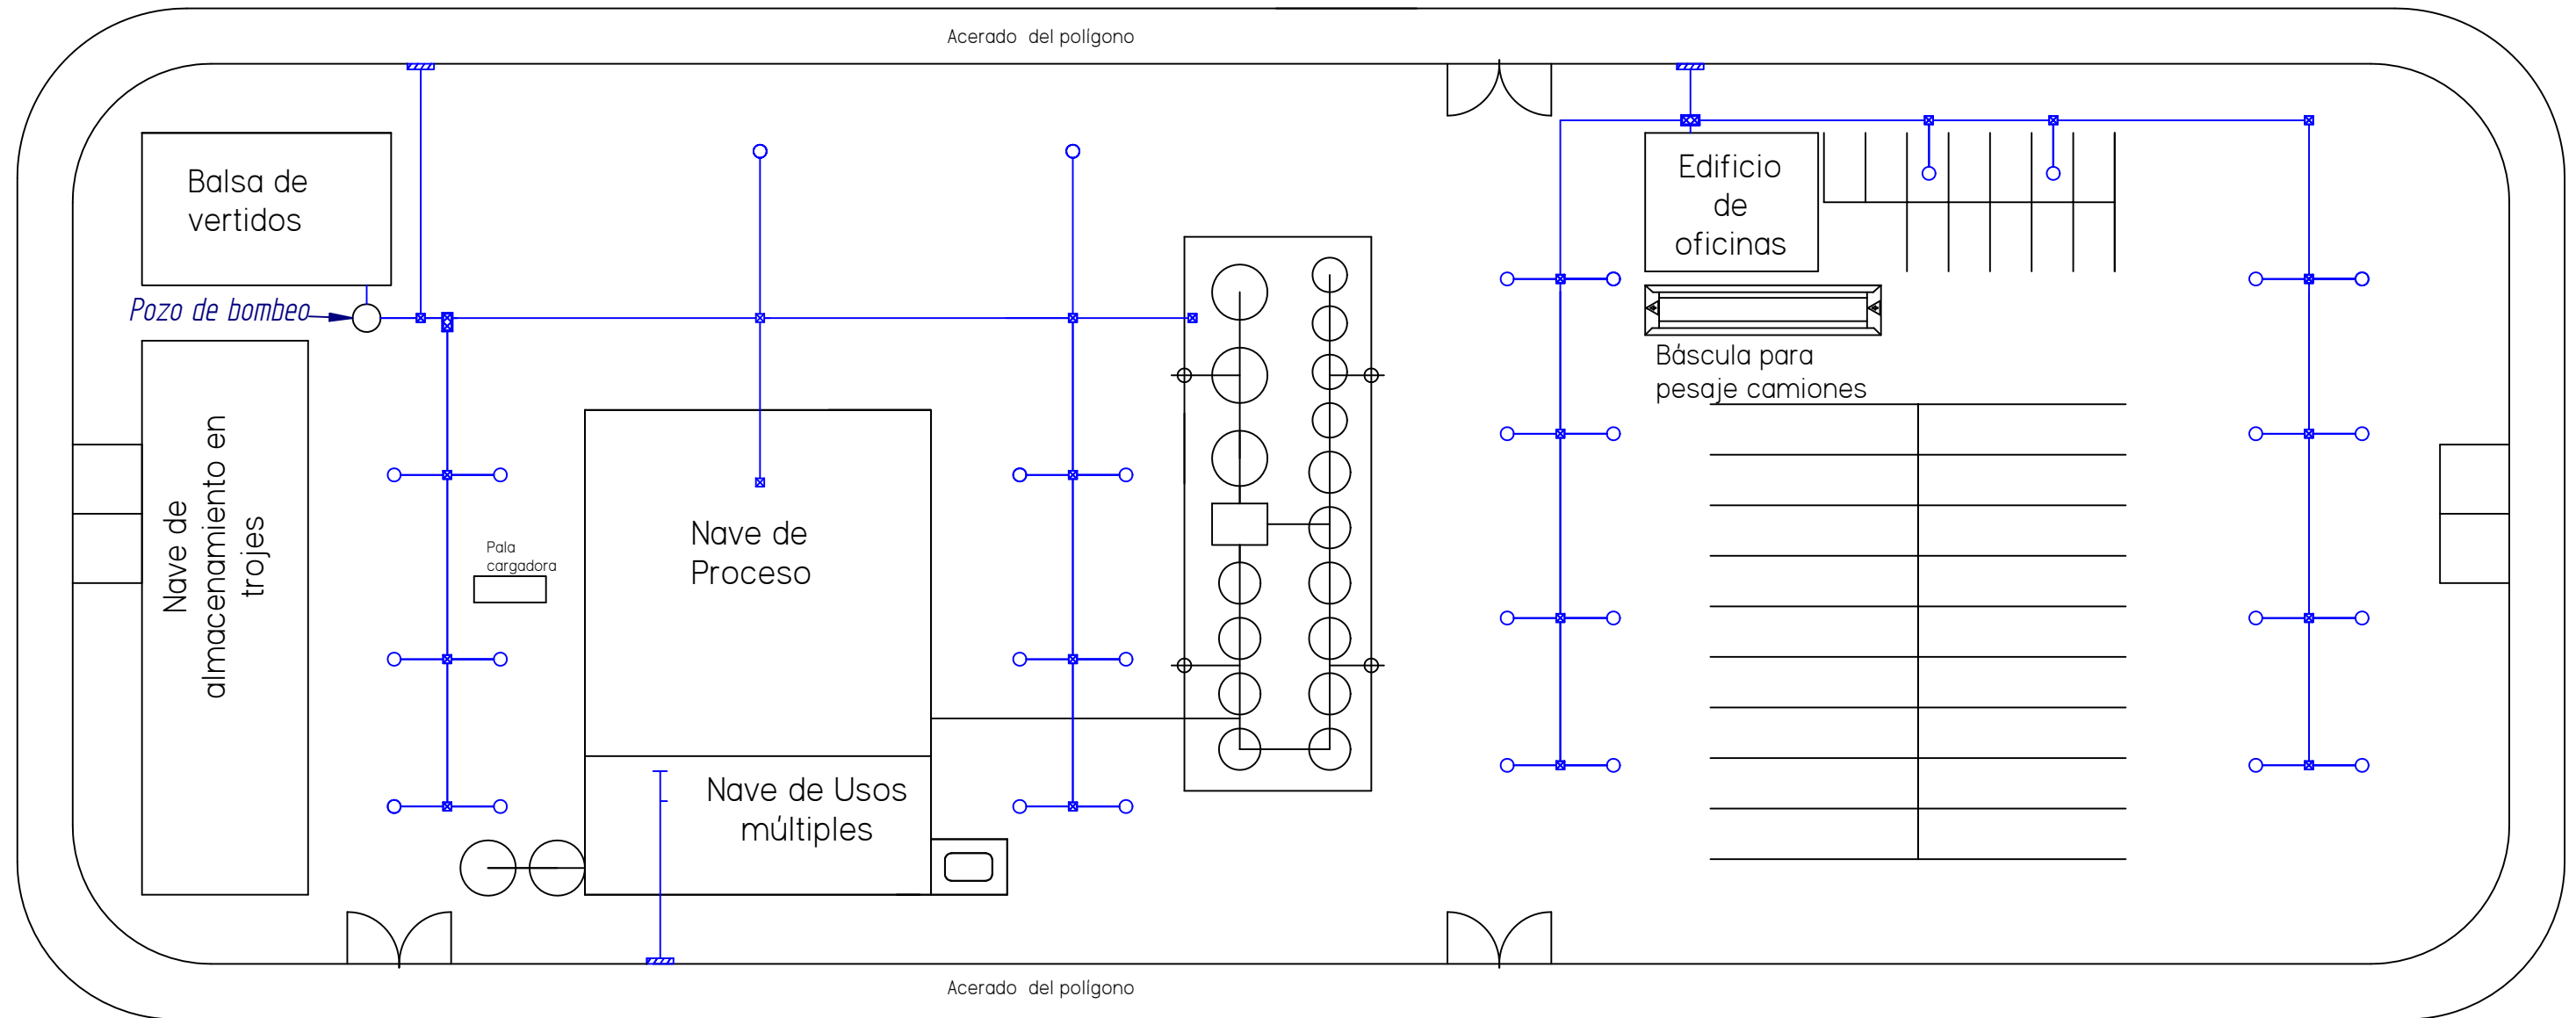 Acerado  del polígono
Balsa de
vertidos
Edificio
de
oficinas
Pozo de bombeo
Báscula para
pesaje camiones
Nave de
almacenamiento en
trojes
Pala
cargadora
Nave de
Proceso
Nave de Usos
múltiples
Acerado  del polígono